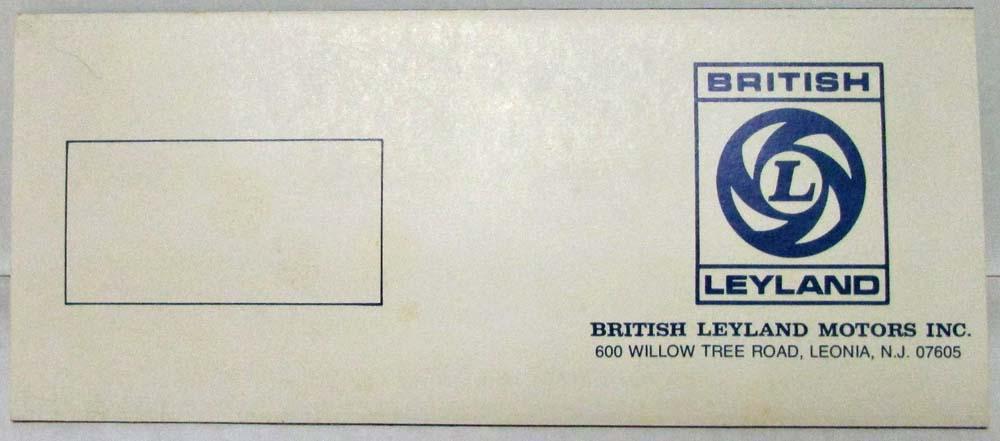 BRITISH
L
LEYLAND
BRITISH LEYLAND MOTORS INC.
600 WILLOW TREE ROAD, LEONIA, N.J. 07605